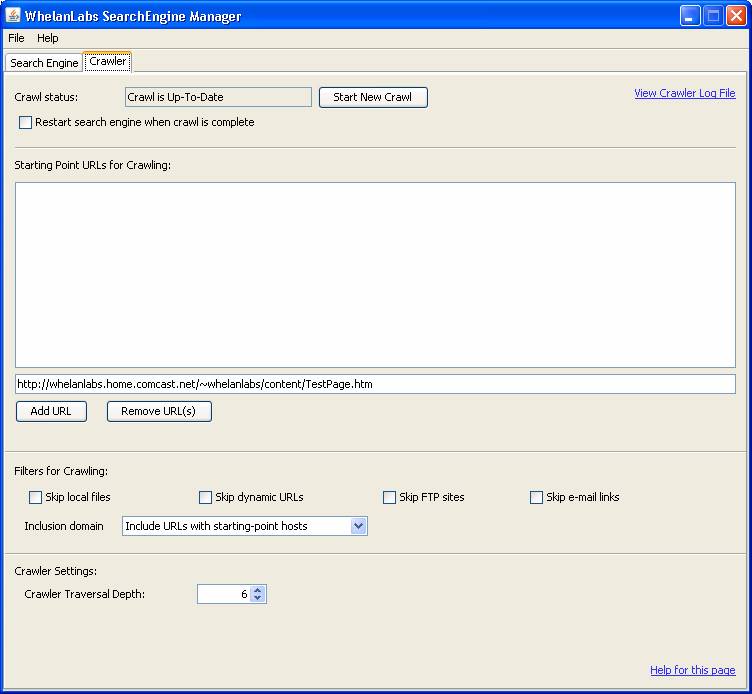 WhelanLabs SearchEngine Manager
File Help
Search Engine Crawler
Crawl status: Crawl is Up-To-Date Start New Crawl View Crawler Log File
Restart search engine when crawl is complete
Starting Point URLs for Crawling:
http://whelanlabs.home.comcast.net/~whelanlabs/content/TestPage.htm
Add URL Remove URL(s)
Filters for Crawling:
Skip local files Skip dynamic URLs Skip FTP sites Skip e-mail links
Inclusion domain Include URLs with starting-point hosts
Crawler Settings:
Crawler Traversal Depth: 6
Help for this page